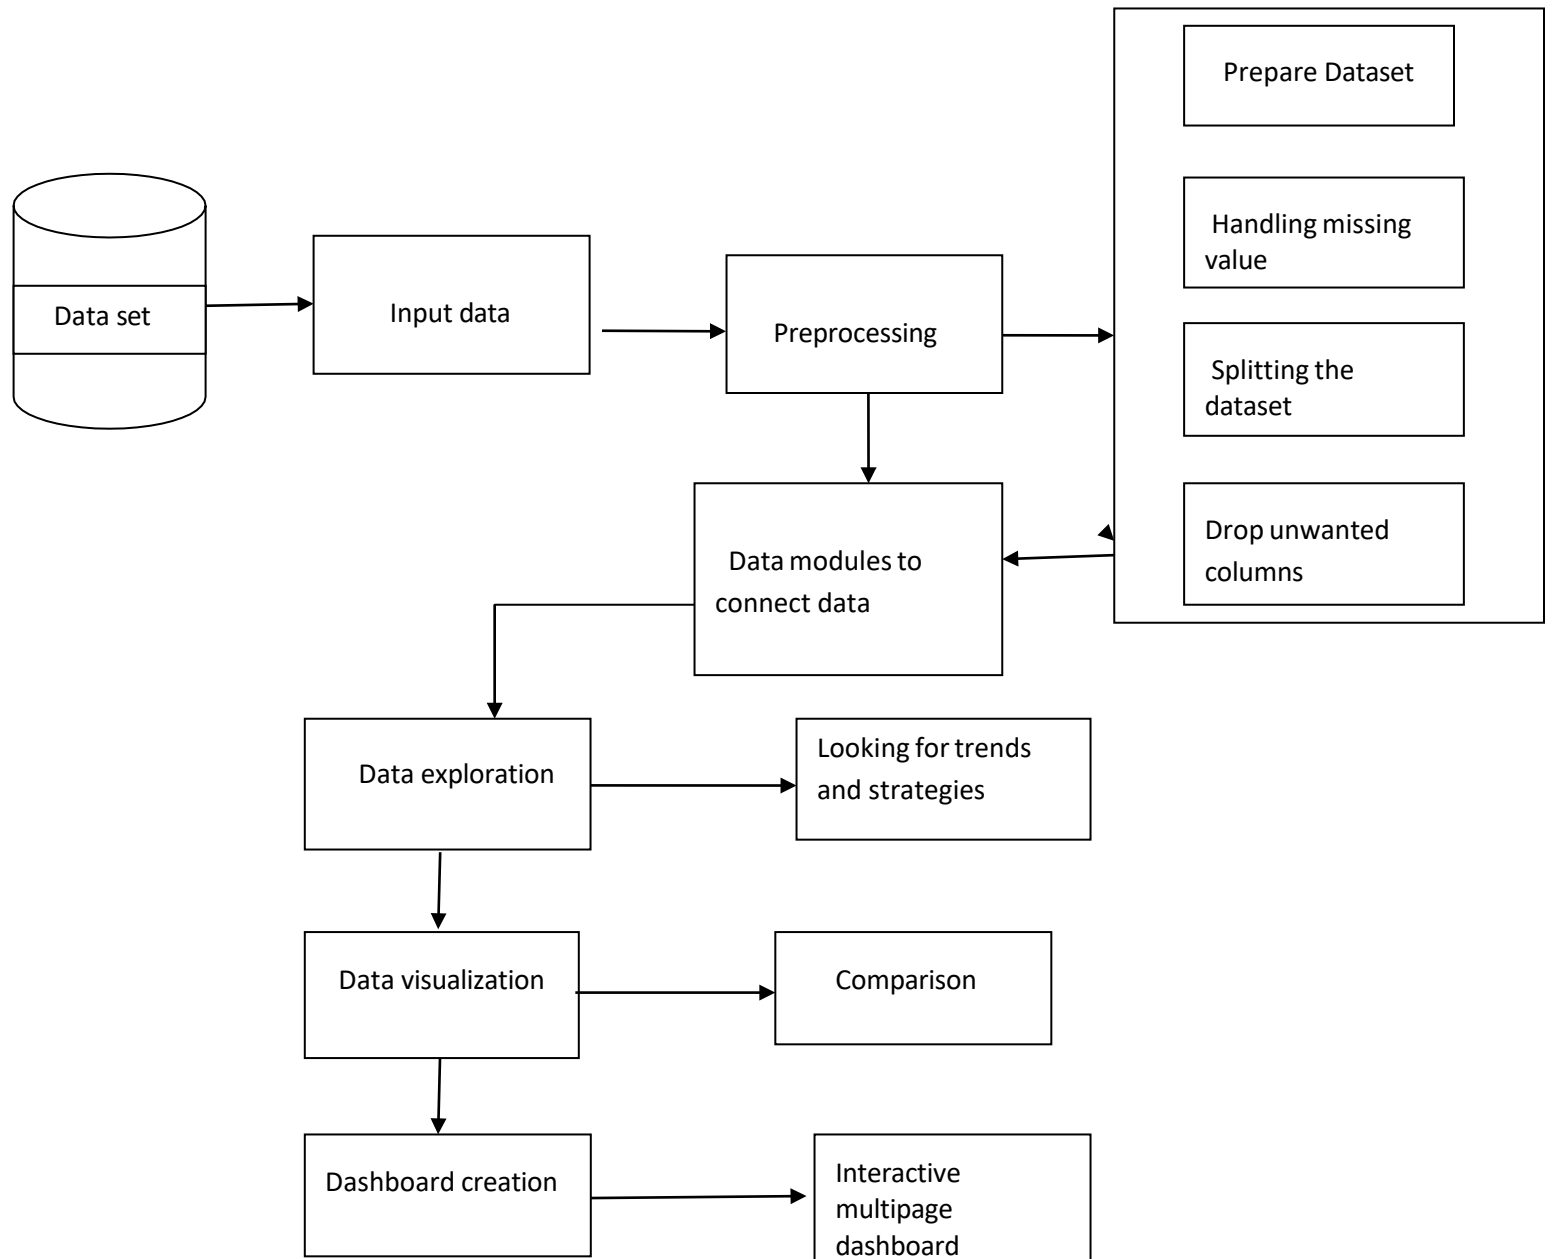 Prepare Dataset
Handling missing
value
Data set
Input data
Preprocessing
Splitting the
dataset
Data modules to
connect data
Drop unwanted
columns
Data exploration
Looking for trends
and strategies
Data visualization
Comparison
Dashboard creation
Interactive
multipage
dashboard